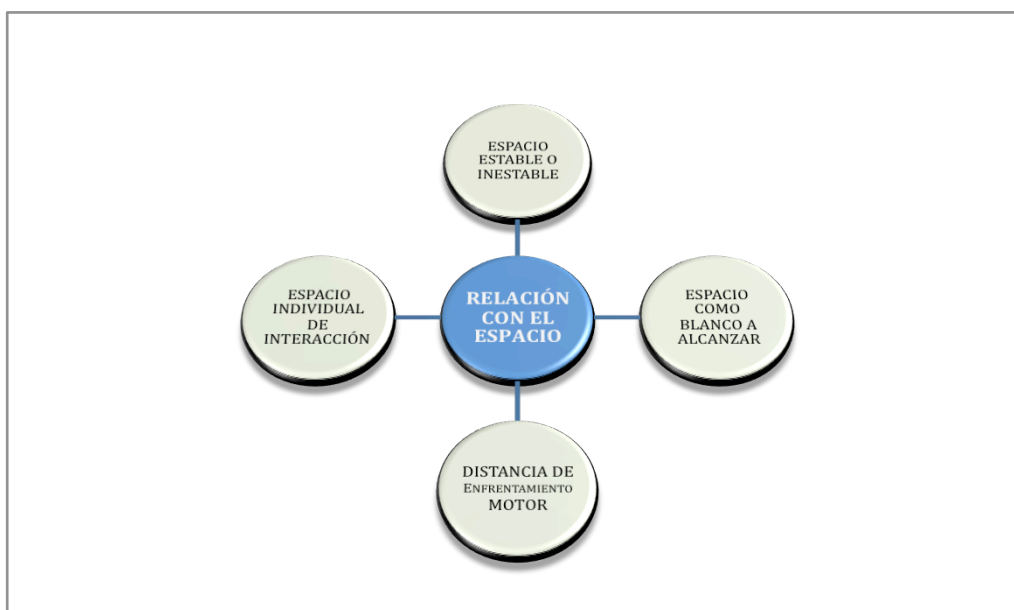 ESPACIO
ESTABLE O
INESTABLE
ESPACIO
INDIVIDUAL
DE
INTERACCIÓN
RELACIÓN
CON EL
ESPACIO
ESPACIO
COMO
BLANCO A
ALCANZAR
DISTANCIA DE
ENFRENTAMIENTO
MOTOR